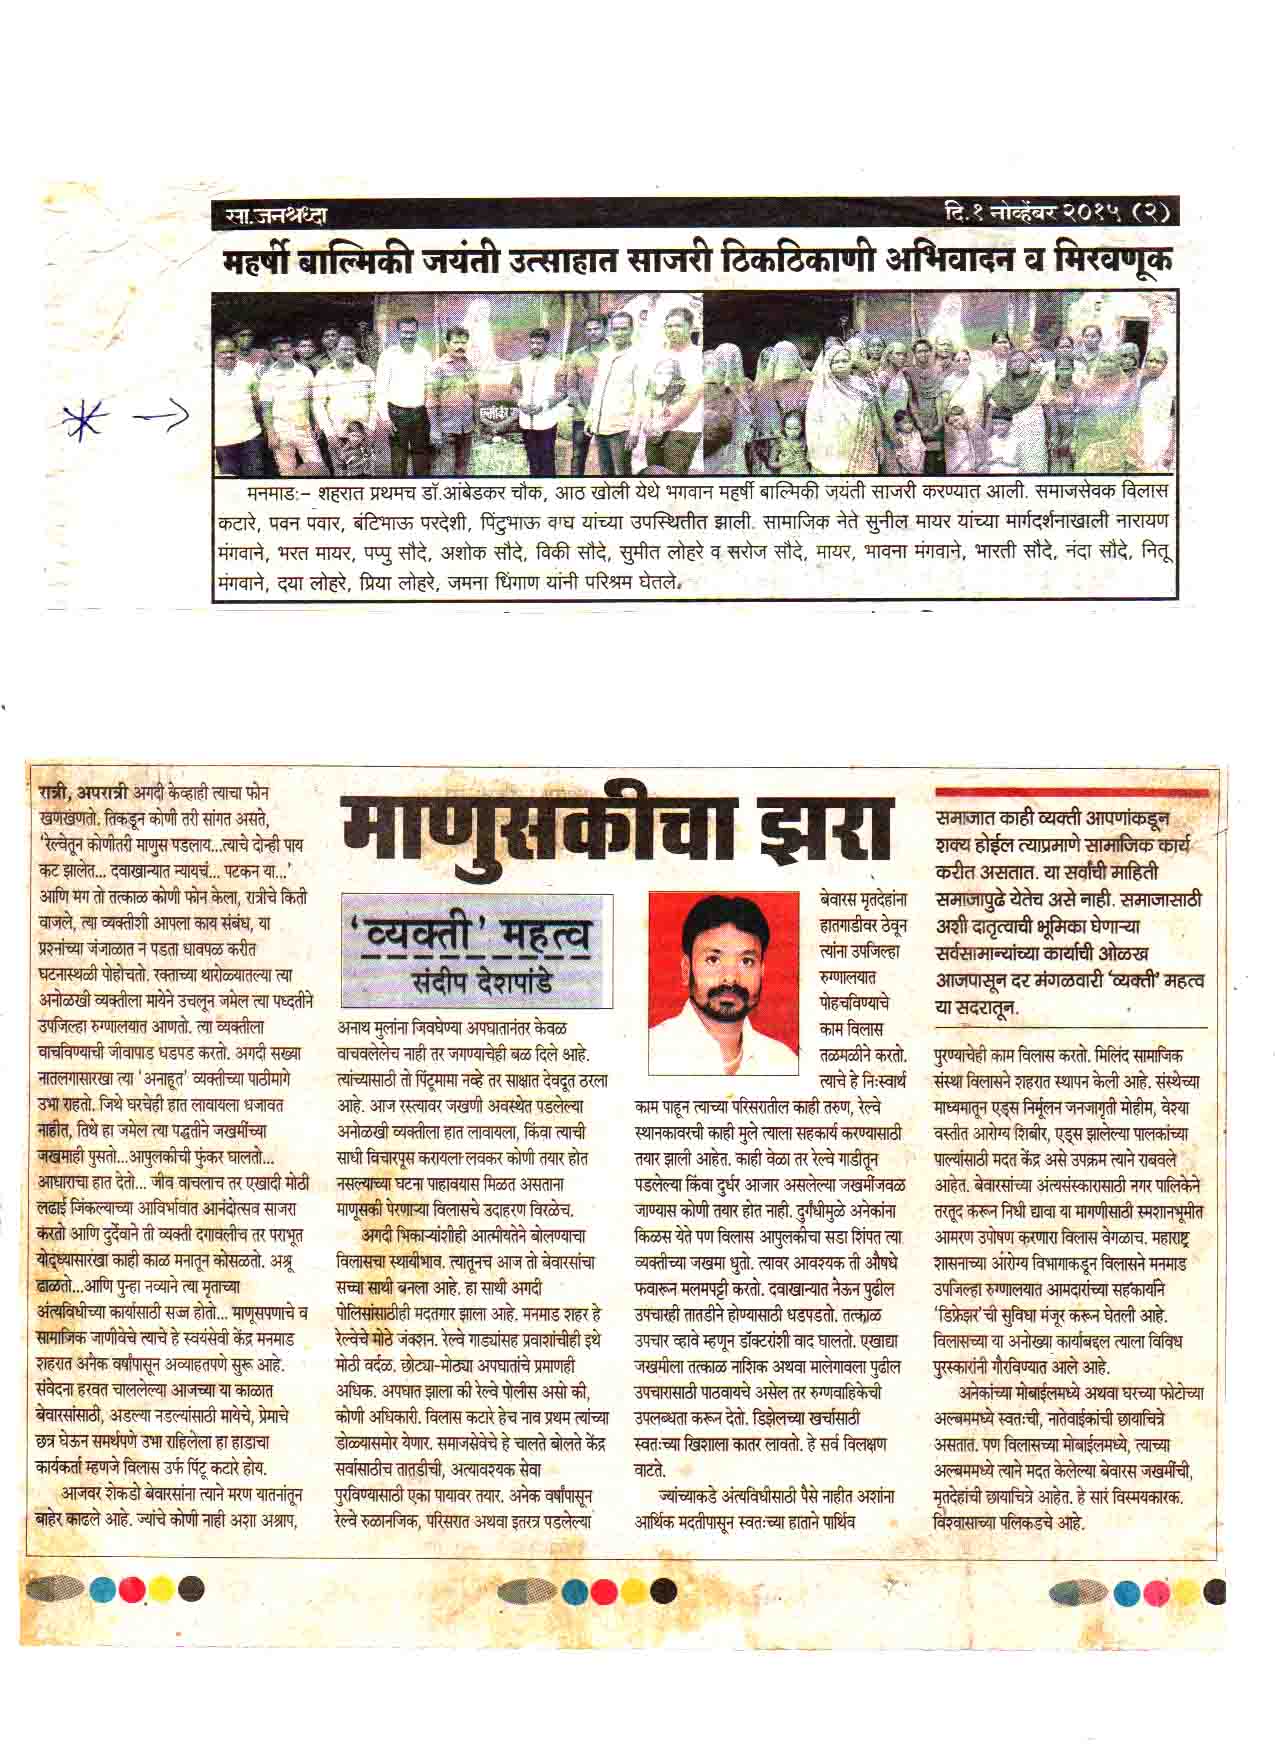 सा.जनश्रध्दा
दि.१ नोव्हेंबर २०१५ (२)
महर्षी बाल्मिकी जयंती उत्साहात साजरी ठिकठिकाणी अभिवादन व मिरवणूक
मनमाड:- शहरात प्रथमच डॉ.आंबेडकर चौक, आठ खोली येथे भगवान महर्षी बाल्मिकी जयंती साजरी करण्यात आली. समाजसेवक विलास
कटारे, पवन पवार, बंटिभाऊ परदेशी, पिंटुभाऊ वाघ यांच्या उपस्थितीत झाली. सामाजिक नेते सुनील मायर यांच्या मार्गदर्शनाखाली नारायण
मंगवाने, भरत मायर, पप्पु सौदे, अशोक सौदे, विकी सौदे, सुमीत लोहरे व सरोज सौदे, मायर, भावना मंगवाने, भारती सौदे, नंदा सौदे, नितू
मंगवाने, दया लोहरे, प्रिया लोहरे, जमना धिंगाण यांनी परिश्रम घेतले.
माणुसकीचा झरा
रात्री, अपरात्री अगदी केव्हाही त्याचा फोन
खणखणतो. तिकडून कोणी तरी सांगत असते,
'रेल्वेतून कोणीतरी माणुस पडलाय...त्याचे दोन्ही पाय
कट झालेत... दवाखान्यात न्यायचं... पटकन या...'
आणि मग तो तत्काळ कोणी फोन केला, रात्रीचे किती
वाजले, त्या व्यक्तीशी आपला काय संबंध, या
प्रश्नांच्या जंजाळात न पडता धावपळ करीत
घटनास्थळी पोहोचतो. रक्ताच्या थारोळ्यातल्या त्या
अनोळखी व्यक्तीला मायेने उचलून जमेल त्या पध्दतीने
उपजिल्हा रुग्णालयात आणतो. त्या व्यक्तीला
वाचविण्याची जीवापाड धडपड करतो. अगदी सख्या
नातलगासारखा त्या 'अनाहूत' व्यक्तीच्या पाठीमागे
उभा राहतो. जिथे घरचेही हात लावायला धजावत
नाहीत, तिथे हा जमेल त्या पद्धतीने जखमींच्या
जखमाही पुसतो...आपुलकीची फुंकर घालतो...
आधाराचा हात देतो... जीव वाचलाच तर एखादी मोठी
लढाई जिंकल्याच्या आविर्भावात आनंदोत्सव साजरा
करतो आणि दुर्देवाने ती व्यक्ती दगावलीच तर पराभूत
योद्ध्यासारखा काही काळ मनातून कोसळतो. अश्रू
ढाळतो...आणि पुन्हा नव्याने त्या मृताच्या
अंत्यविधीच्या कार्यासाठी सज्ज होतो... माणूसपणाचे व
सामाजिक जाणीवेचे त्याचे हे स्वयंसेवी केंद्र मनमाड
शहरात अनेक वर्षांपासून अव्याहतपणे सुरू आहे.
संवेदना हरवत चाललेल्या आजच्या या काळात
बेवारसांसाठी, अडल्या नडल्यांसाठी मायेचे, प्रेमाचे
छत्र घेऊन समर्थपणे उभा राहिलेला हा हाडाचा
कार्यकर्ता म्हणजे विलास उर्फ पिंटू कटारे होय.
आजवर शेकडो बेवारसांना त्याने मरण यातनांतून
बाहेर काढले आहे. ज्यांचे कोणी नाही अशा अश्राप,
'व्यक्ती' महत्व
संदीप देशपांडे
अनाथ मुलांना जिवघेण्या अपघातानंतर केवळ
वाचवलेलेच नाही तर जगण्याचेही बळ दिले आहे.
त्यांच्यासाठी तो पिंटूमामा नव्हे तर साक्षात देवदूत ठरला
आहे. आज रस्त्यावर जखणी अवस्थेत पडलेल्या
अनोळखी व्यक्तीला हात लावायला, किंवा त्याची
साधी विचारपूस करायला लवकर कोणी तयार होत
नसल्याच्या घटना पाहावयास मिळत असताना
माणूसकी पेरणाऱ्या विलासचे उदाहरण विरळेच.
अगदी भिकाऱ्यांशीही आत्मीयतेने बोलण्याचा
विलासचा स्थायीभाव. त्यातूनच आज तो बेवारसांचा
सच्चा साथी बनला आहे. हा साथी अगदी
पोलिसांसाठीही मदतगार झाला आहे. मनमाड शहर हे
रेल्वेचे मोठे जंक्शन. रेल्वे गाड्यांसह प्रवाशांचीही इथे
मोठी वर्दळ. छोट्या-मोठ्या अपघातांचे प्रमाणही
अधिक. अपघात झाला की रेल्वे पोलीस असो की,
कोणी अधिकारी. विलास कटारे हेच नाव प्रथम त्यांच्या
डोळ्यासमोर येणार. समाजसेवेचे हे चालते बोलते केंद्र
सर्वांसाठीच तातडीची, अत्यावश्यक सेवा
पुरविण्यासाठी एका पायावर तयार. अनेक वर्षांपासून
रेल्वे रुळानजिक, परिसरात अथवा इतरत्र पडलेल्या
बेवारस मृतदेहांना
हातगाडीवर ठेवून
त्यांना उपजिल्हा
रुग्णालयात
पोहचविण्याचे
काम विलास
तळमळीने करतो.
त्याचे हे निःस्वार्थ
काम पाहून त्याच्या परिसरातील काही तरुण, रेल्वे
स्थानकावरची काही मुले त्याला सहकार्य करण्यासाठी
तयार झाली आहेत. काही वेळा तर रेल्वे गाडीतून
पडलेल्या किंवा दुर्धर आजार असलेल्या जखमींजवळ
जाण्यास कोणी तयार होत नाही. दुर्गंधीमुळे अनेकांना
किळस येते पण विलास आपुलकीचा सडा शिंपत त्या
व्यक्तीच्या जखमा धुतो. त्यावर आवश्यक ती औषधे
फवारून मलमपट्टी करतो. दवाखान्यात नेऊन पुढील
उपचारही तातडीने होण्यासाठी धडपडतो. तत्काळ
उपचार व्हावे म्हणून डॉक्टरांशी वाद घालतो. एखाद्या
जखमीला तत्काळ नाशिक अथवा मालेगावला पुढील
उपचारासाठी पाठवायचे असेल तर रुग्णवाहिकेची
उपलब्धता करून देतो. डिझेलच्या खर्चासाठी
स्वतःच्या खिशाला कातर लावतो. हे सर्व विलक्षण
वाटते.
ज्यांच्याकडे अंत्यविधीसाठी पैसे नाहीत अशांना
आर्थिक मदतीपासून स्वतःच्या हाताने पार्थिव
समाजात काही व्यक्ती आपणांकडून
शक्य होईल त्याप्रमाणे सामाजिक कार्य
करीत असतात. या सर्वांची माहिती
समाजापुढे येतेच असे नाही. समाजासाठी
अशी दातृत्वाची भूमिका घेणाऱ्या
सर्वसामान्यांच्या कार्याची ओळख
आजपासून दर मंगळवारी 'व्यक्ती' महत्व
या सदरातून.
पुरण्याचेही काम विलास करतो. मिलिंद सामाजिक
संस्था विलासने शहरात स्थापन केली आहे. संस्थेच्या
माध्यमातून एड्स निर्मूलन जनजागृती मोहीम, वेश्या
वस्तीत आरोग्य शिबीर, एड्स झालेल्या पालकांच्या
पाल्यांसाठी मदत केंद्र असे उपक्रम त्याने राबवले
आहेत. बेवारसांच्या अंत्यसंस्कारासाठी नगर पालिकेने
तरतूद करून निधी द्यावा या मागणीसाठी स्मशानभूमीत
आमरण उपोषण करणारा विलास वेगळाच. महाराष्ट्र
शासनाच्या आरोग्य विभागाकडून विलासने मनमाड
उपजिल्हा रुग्णालयात आमदारांच्या सहकार्याने
'डिफ्रेझर'ची सुविधा मंजूर करून घेतली आहे.
विलासच्या या अनोख्या कार्याबद्दल त्याला विविध
पुरस्कारांनी गौरविण्यात आले आहे.
अनेकांच्या मोबाईलमध्ये अथवा घरच्या फोटोच्या
अल्बममध्ये स्वतःची, नातेवाईकांची छायाचित्रे
असतात. पण विलासच्या मोबाईलमध्ये, त्याच्या
अल्बममध्ये त्याने मदत केलेल्या बेवारस जखमींची,
मृतदेहांची छायाचित्रे आहेत. हे सारं विस्मयकारक.
विश्वासाच्या पलिकडचे आहे.